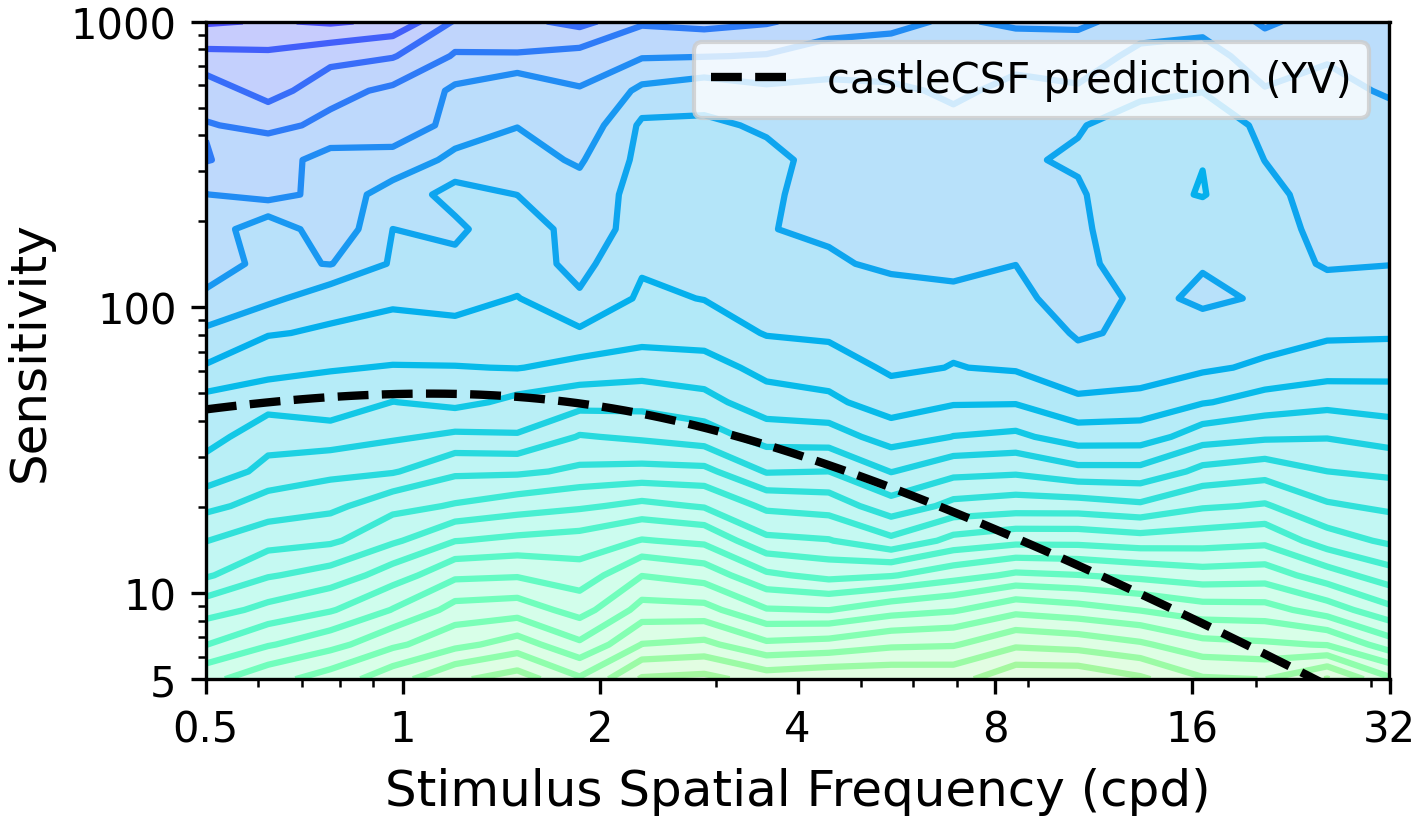 1000
100
10
5
Sensitivity
castleCSF prediction (YV)
0.5 1 2 4 8 16 32
Stimulus Spatial Frequency (cpd)